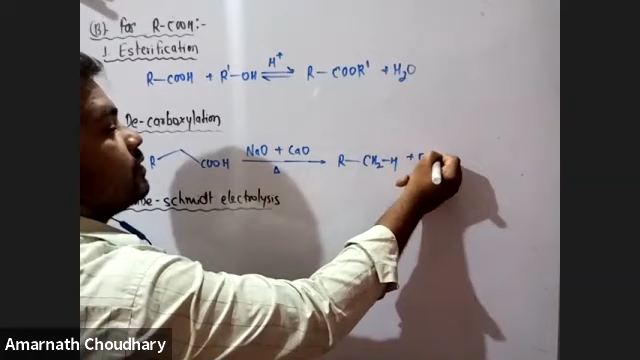 (B) for R-COOH:-
1. Esterification
R-COOH + R'-OH ⇌ R-COOR' + H2O
H+
De-carboxylation
R COOH NaO + CaO Δ → R-CH2-H +
schmidt electrolysis
Amarnath Choudhary